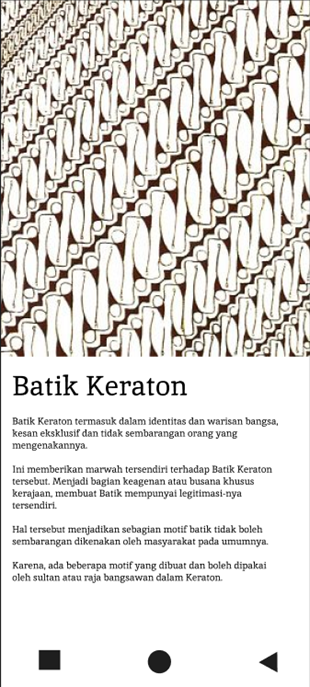 Batik Keraton
Batik Keraton termasuk dalam identitas dan warisan bangsa,
kesan eksklusif dan tidak sembarangan orang yang
mengenakannya.
Ini memberikan marwah tersendiri terhadap Batik Keraton
tersebut. Menjadi bagian keagenan atau busana khusus
kerajaan, membuat Batik mempunyai legitimasi-nya
tersendiri.
Hal tersebut menjadikan sebagian motif batik tidak boleh
sembarangan dikenakan oleh masyarakat pada umumnya.
Karena, ada beberapa motif yang dibuat dan boleh dipakai
oleh sultan atau raja bangsawan dalam Keraton.